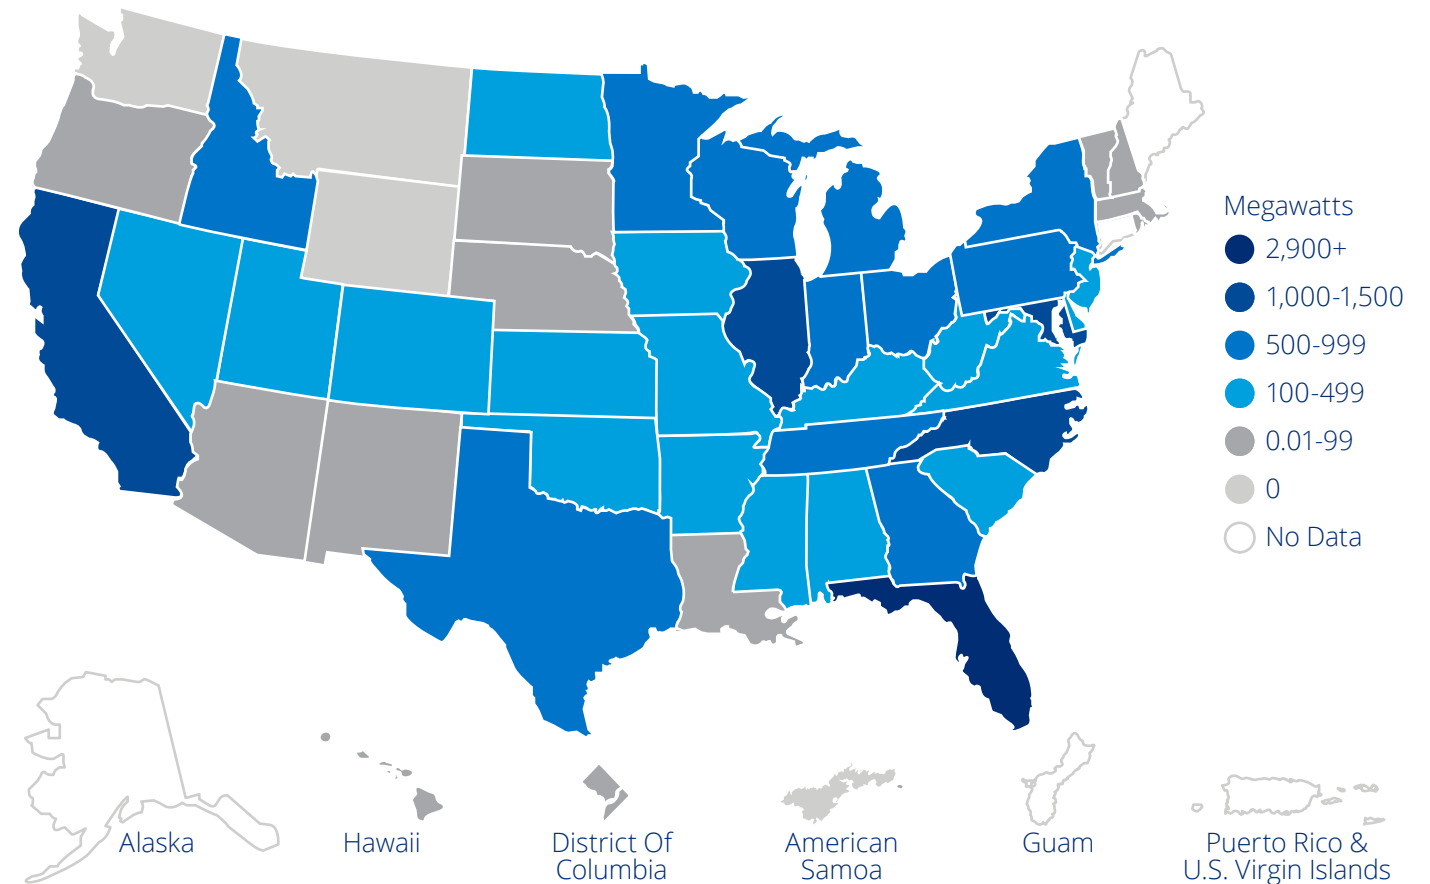 Megawatts
2,900+
1,000-1,500
500-999
100-499
0.01-99
0
No Data
Alaska
Hawaii
District Of
Columbia
American
Samoa
Guam
Puerto Rico &
U.S. Virgin Islands